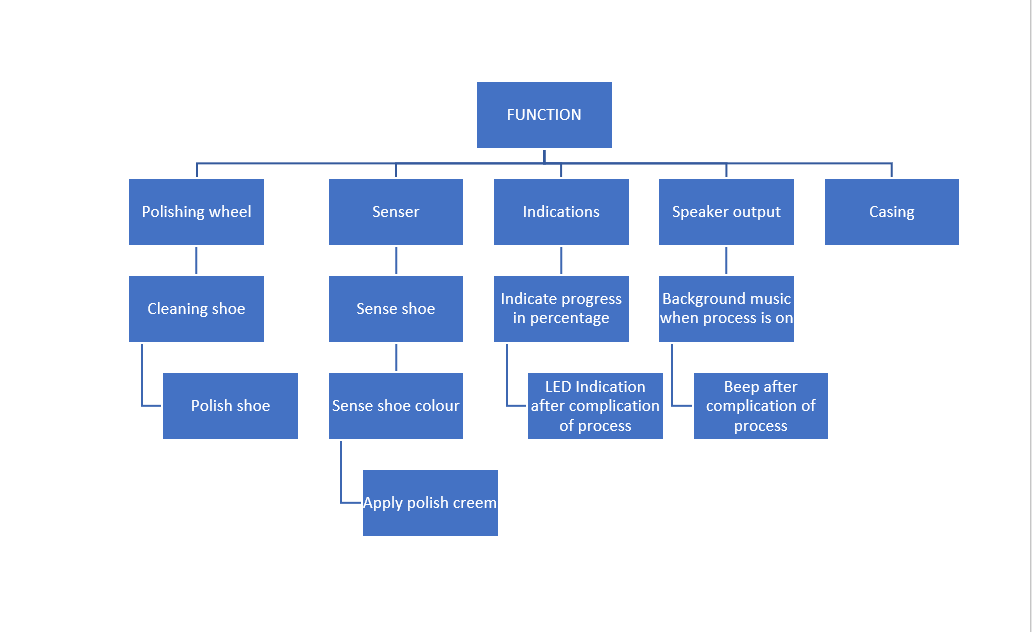 FUNCTION
Polishing wheel
Senser
Indications
Speaker output
Casing
Cleaning shoe
Sense shoe
Indicate progress
in percentage
Background music
when process is on
Polish shoe
Sense shoe colour
LED Indication
after complication
of process
Beep after
complication of
process
Apply polish creem